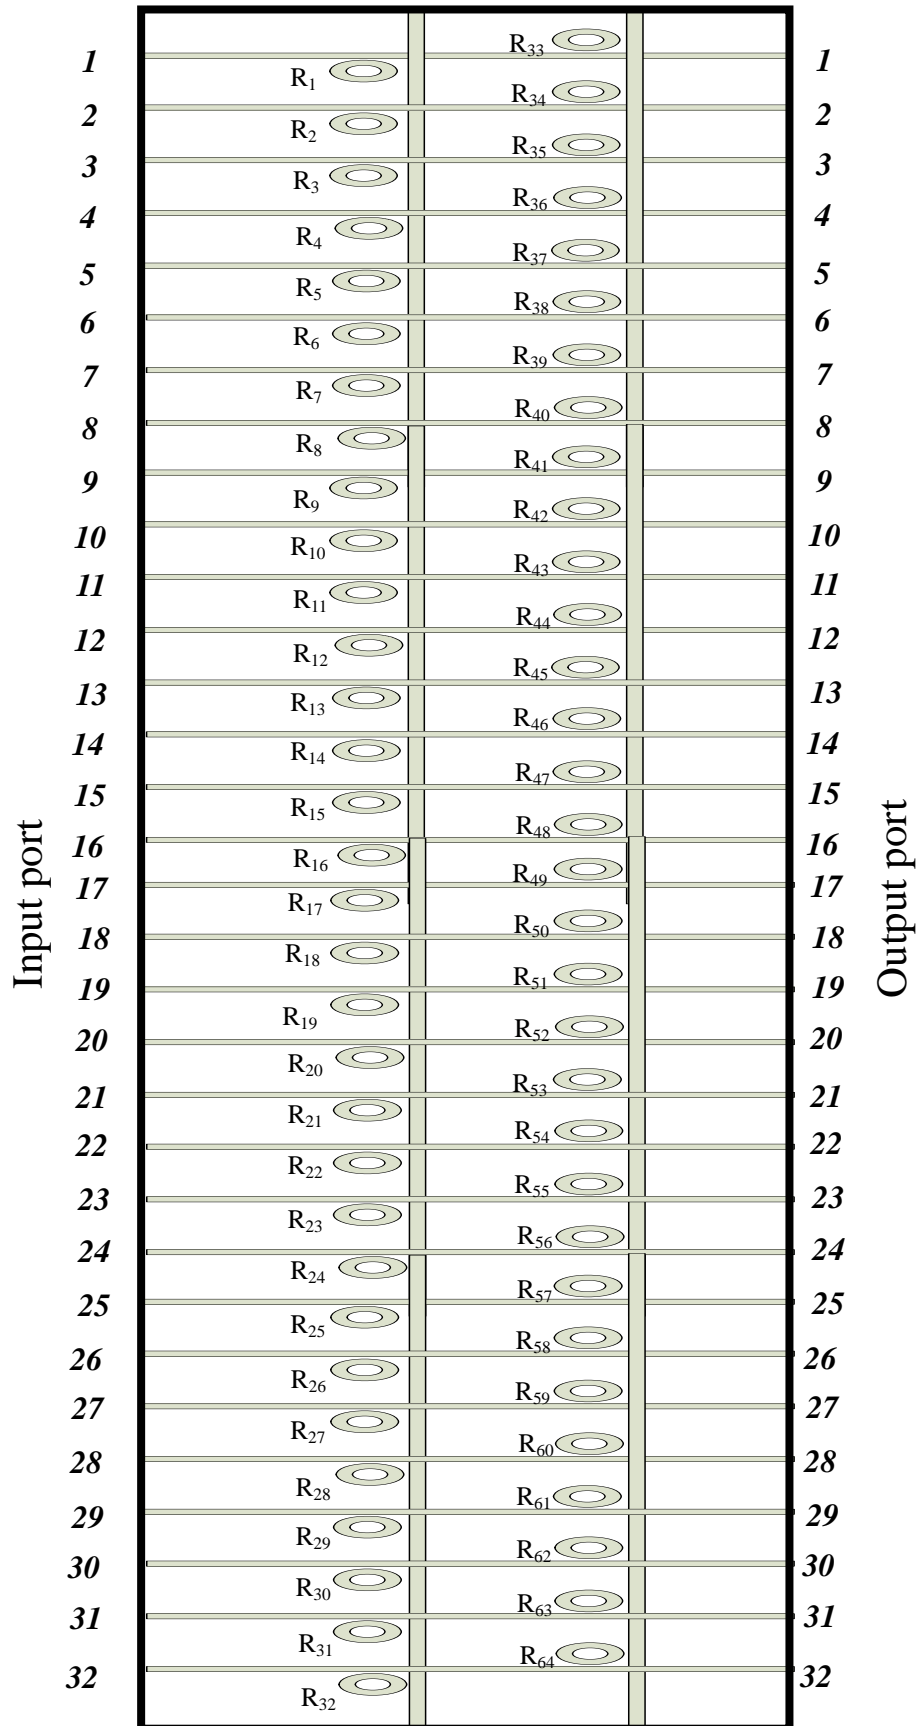 Input port
1
2
3
4
5
6
7
8
9
10
11
12
13
14
15
16
17
18
19
20
21
22
23
24
25
26
27
28
29
30
31
32
R₁
R₂
R₃
R₄
R₅
R₆
R₇
R₈
R₉
R₁₀
R₁₁
R₁₂
R₁₃
R₁₄
R₁₅
R₁₆
R₁₇
R₁₈
R₁₉
R₂₀
R₂₁
R₂₂
R₂₃
R₂₄
R₂₅
R₂₆
R₂₇
R₂₈
R₂₉
R₃₀
R₃₁
R₃₂
R₃₃
R₃₄
R₃₅
R₃₆
R₃₇
R₃₈
R₃₉
R₄₀
R₄₁
R₄₂
R₄₃
R₄₄
R₄₅
R₄₆
R₄₇
R₄₈
R₄₉
R₅₀
R₅₁
R₅₂
R₅₃
R₅₄
R₅₅
R₅₆
R₅₇
R₅₈
R₅₉
R₆₀
R₆₁
R₆₂
R₆₃
R₆₄
1
2
3
4
5
6
7
8
9
10
11
12
13
14
15
16
17
18
19
20
21
22
23
24
25
26
27
28
29
30
31
32
Output port